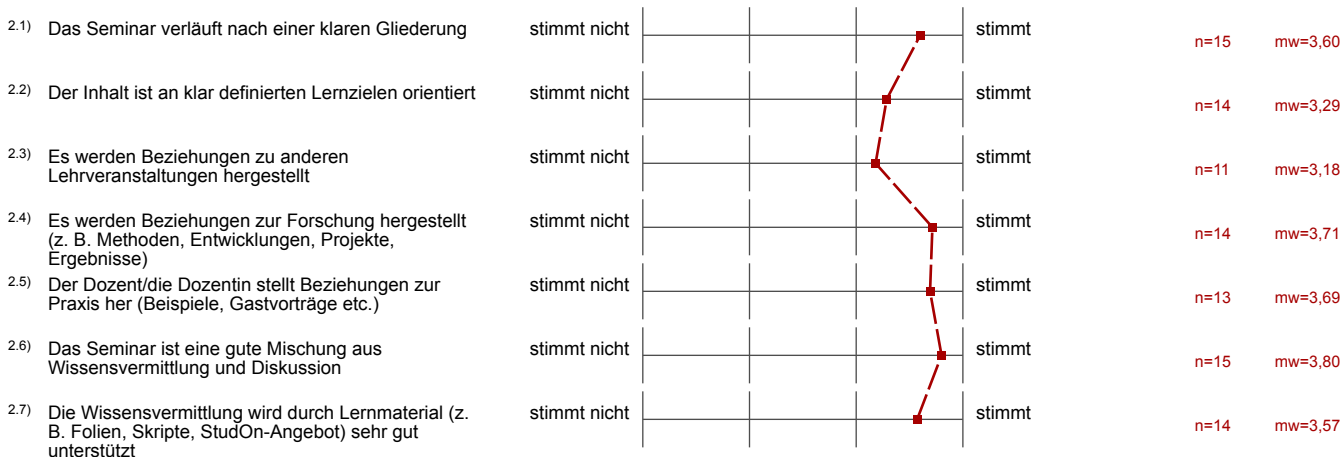 2.1) Das Seminar verläuft nach einer klaren Gliederung stimmt nicht stimmt n=15 mw=3,60
2.2) Der Inhalt ist an klar definierten Lernzielen orientiert stimmt nicht stimmt n=14 mw=3,29
2.3) Es werden Beziehungen zu anderen stimmt nicht stimmt n=11 mw=3,18
Lehrveranstaltungen hergestellt
2.4) Es werden Beziehungen zur Forschung hergestellt stimmt nicht stimmt n=14 mw=3,71
(z. B. Methoden, Entwicklungen, Projekte,
Ergebnisse)
2.5) Der Dozent/die Dozentin stellt Beziehungen zur stimmt nicht stimmt n=13 mw=3,69
Praxis her (Beispiele, Gastvorträge etc.)
2.6) Das Seminar ist eine gute Mischung aus stimmt nicht stimmt n=15 mw=3,80
Wissensvermittlung und Diskussion
2.7) Die Wissensvermittlung wird durch Lernmaterial (z. stimmt nicht stimmt n=14 mw=3,57
B. Folien, Skripte, StudOn-Angebot) sehr gut
unterstützt